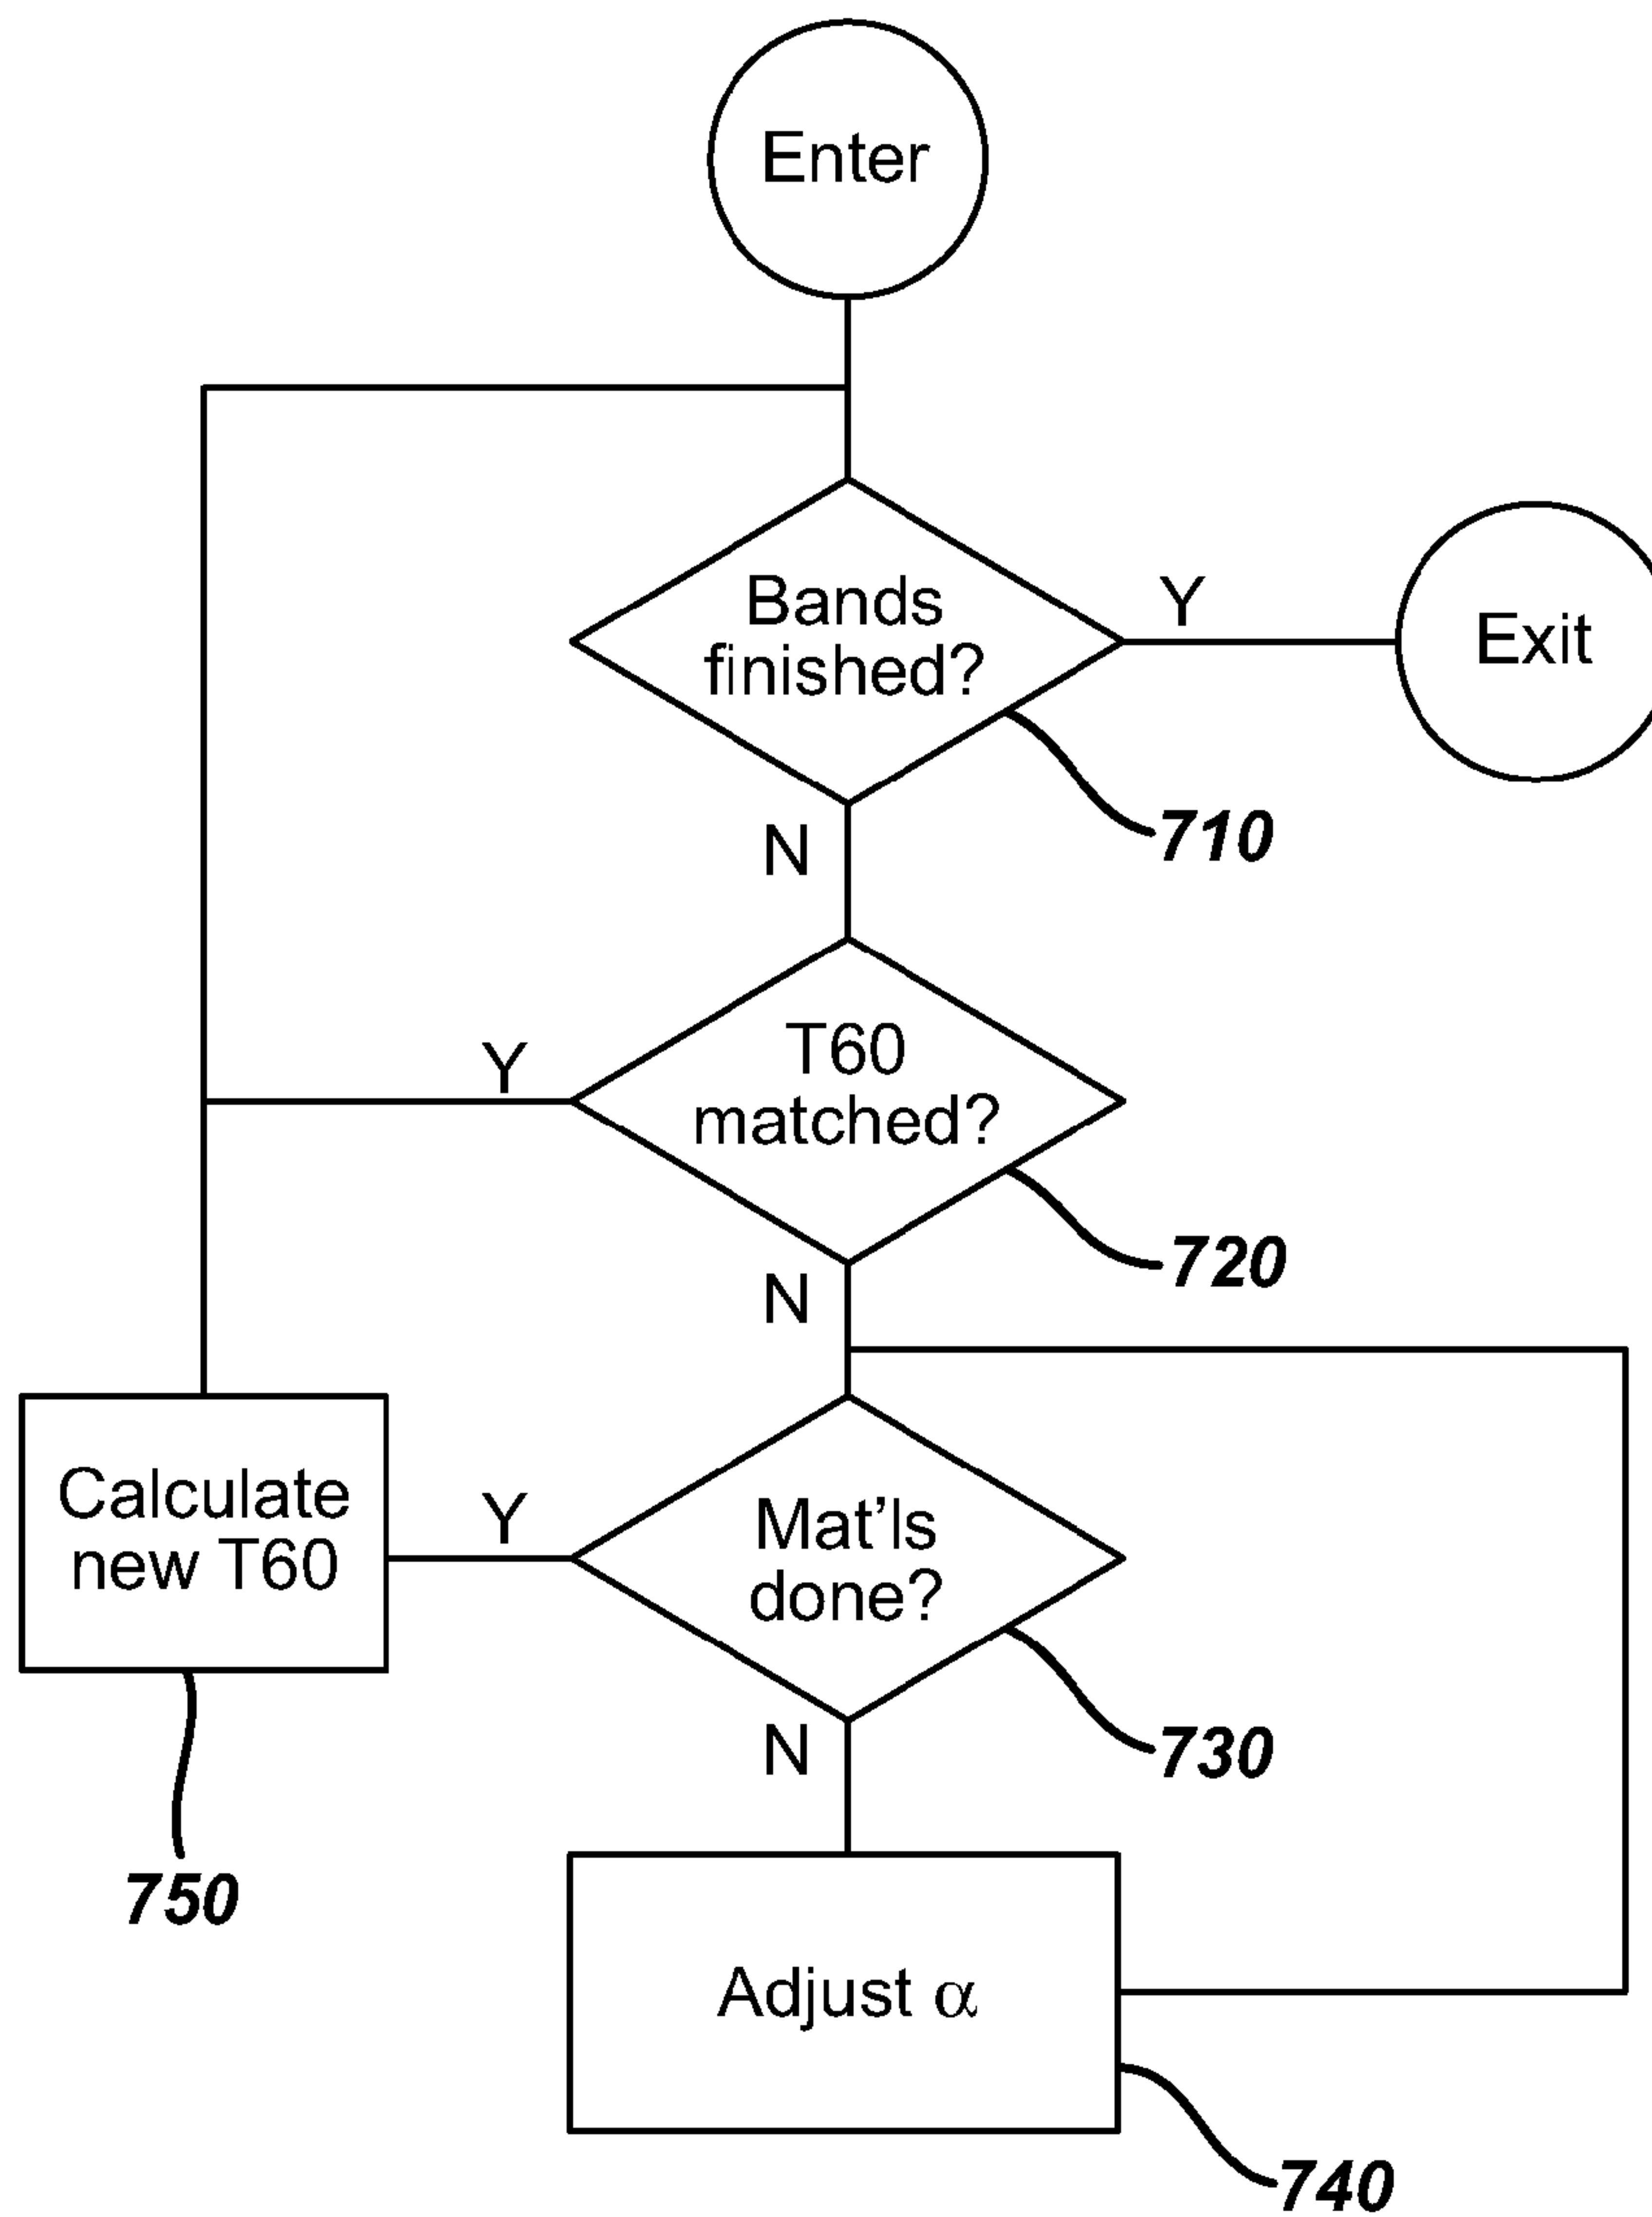 Enter
Bands
finished?
Y
Exit
710
N
T60
matched?
Y
720
N
Calculate
new T60
Y
Mat'ls
done?
730
N
750
Adjust α
740